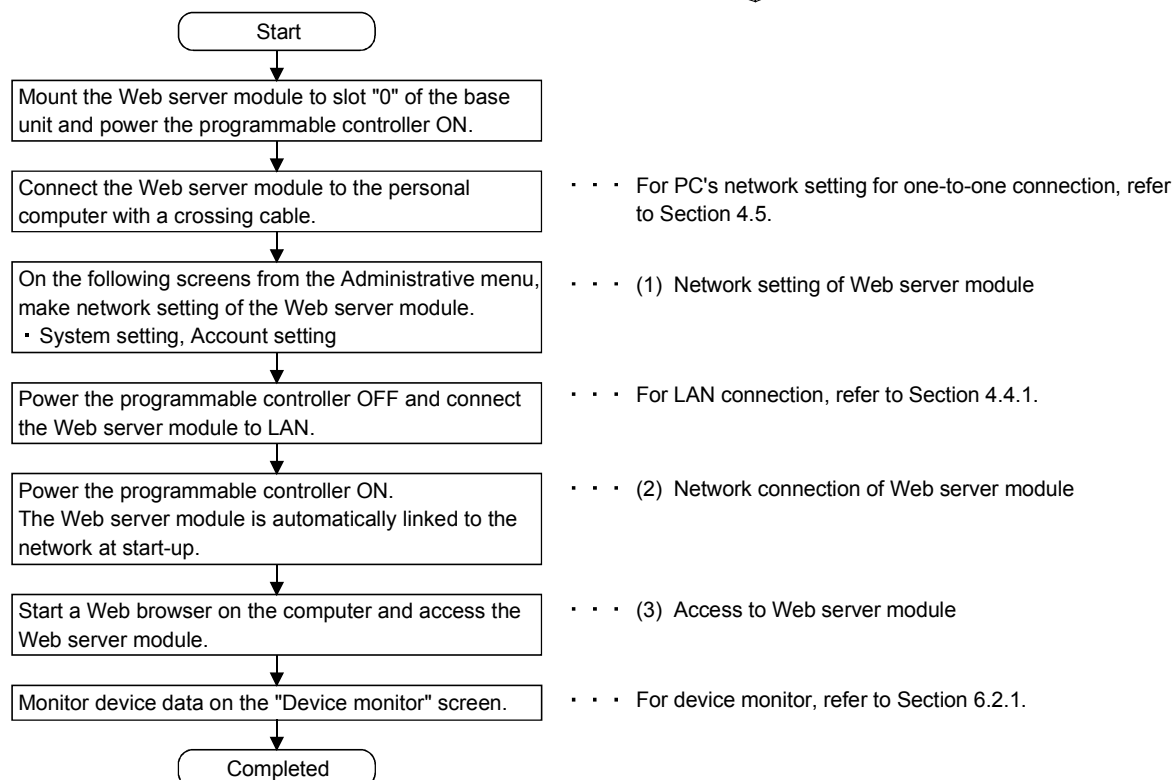 Start
Mount the Web server module to slot "0" of the base
unit and power the programmable controller ON.
Connect the Web server module to the personal
computer with a crossing cable.
・ ・ ・ For PC's network setting for one-to-one connection, refer
to Section 4.5.
On the following screens from the Administrative menu,
make network setting of the Web server module.
・ System setting, Account setting
・ ・ ・ (1) Network setting of Web server module
Power the programmable controller OFF and connect
the Web server module to LAN.
・ ・ ・ For LAN connection, refer to Section 4.4.1.
Power the programmable controller ON.
The Web server module is automatically linked to the
network at start-up.
・ ・ ・ (2) Network connection of Web server module
Start a Web browser on the computer and access the
Web server module.
・ ・ ・ (3) Access to Web server module
Monitor device data on the "Device monitor" screen.
・ ・ ・ For device monitor, refer to Section 6.2.1.
Completed